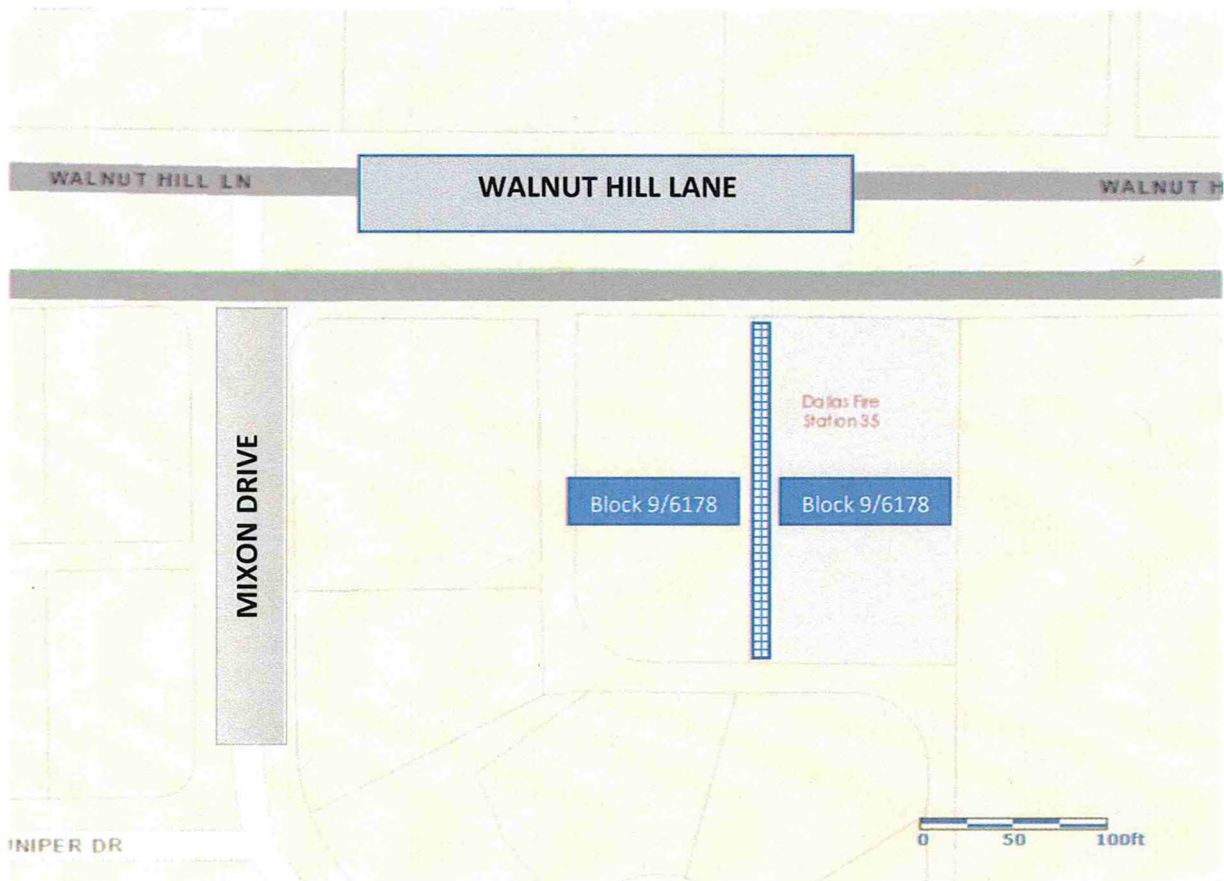 WALNUT HILL LN
WALNUT HILL LANE
WALNUT H
Dallas Fire
Station 35
MIXON DRIVE
Block 9/6178
Block 9/6178
0 50 100ft
UNIPER DR